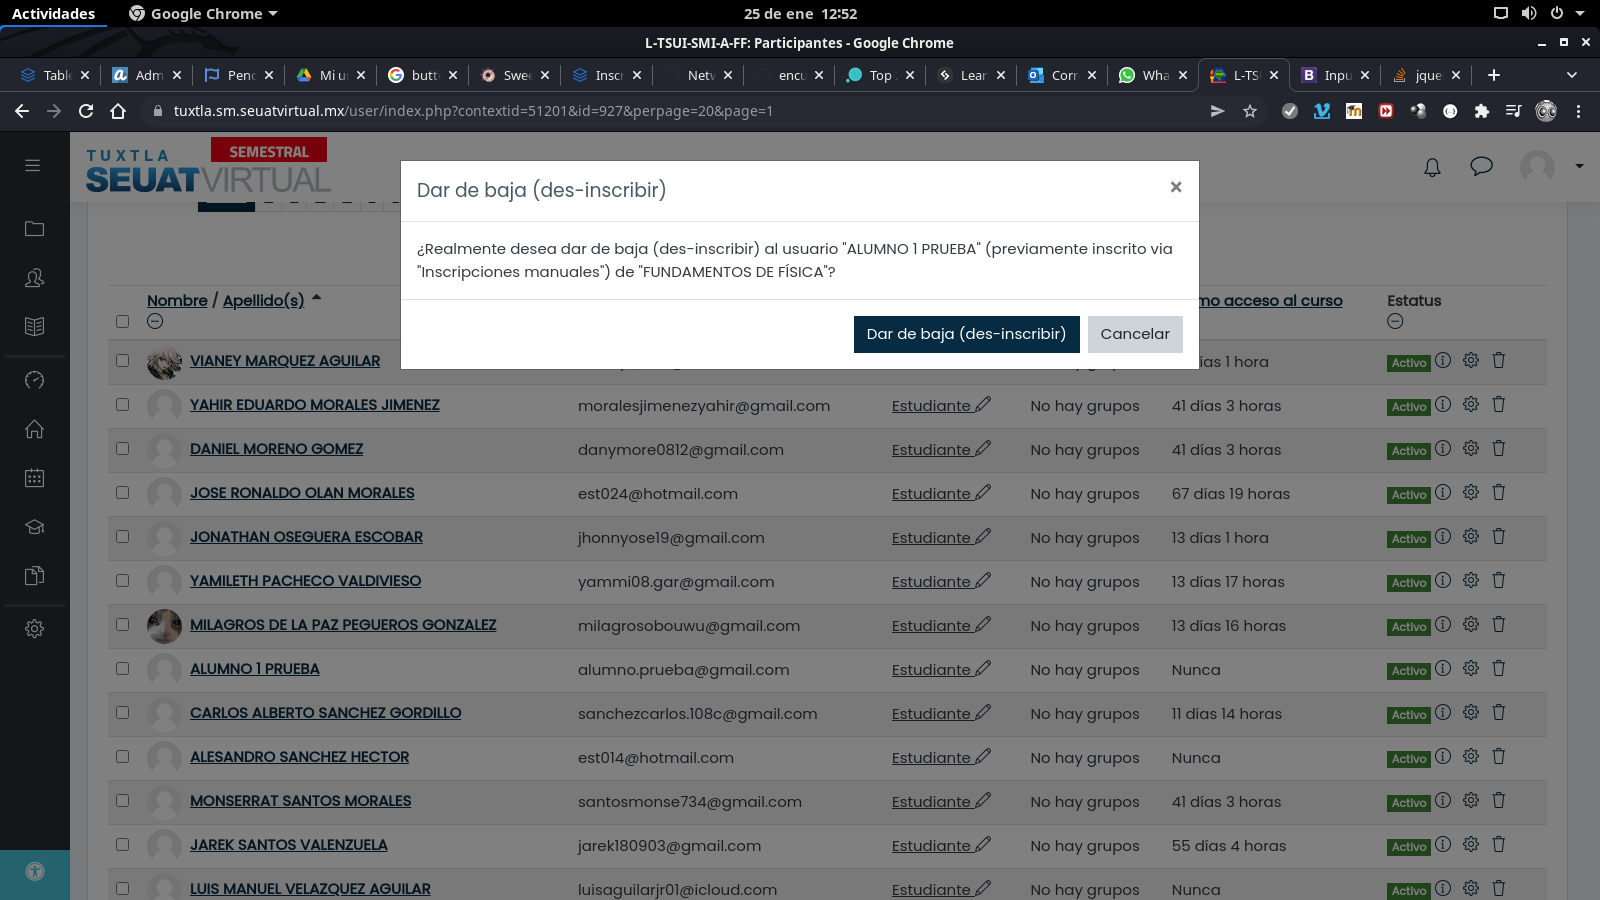 Actividades
Google Chrome
25 de ene 12:52
L-TSUI-SMI-A-FF: Participantes - Google Chrome
Table
Adm
Penc
Mi u
butt
Swee
Inscr
Netw
encu
Top
Lear
Corr
Wha
L-TSU
Inpu
jque
tuxtla.sm.seuatvirtual.mx/user/index.php?contextid=51201&id=927&perpage=20&page=1
TUXTLA
SEMESTRAL
SEUATVIRTUAL
Dar de baja (des-inscribir)
×
¿Realmente desea dar de baja (des-inscribir) al usuario "ALUMNO 1 PRUEBA" (previamente inscrito via
"Inscripciones manuales") de "FUNDAMENTOS DE FÍSICA"?
Dar de baja (des-inscribir)
Cancelar
Nombre / Apellido(s)
mo acceso al curso
Estatus
VIANEY MARQUEZ AGUILAR
ías 1 hora
Activo
YAHIR EDUARDO MORALES JIMENEZ moralesjimenezyahir@gmail.com Estudiante No hay grupos 41 días 3 horas Activo
DANIEL MORENO GOMEZ danymore0812@gmail.com Estudiante No hay grupos 41 días 3 horas Activo
JOSE RONALDO OLAN MORALES est024@hotmail.com Estudiante No hay grupos 67 días 19 horas Activo
JONATHAN OSEGUERA ESCOBAR jhonnyose19@gmail.com Estudiante No hay grupos 13 días 1 hora Activo
YAMILETH PACHECO VALDIVIESO yammi08.gar@gmail.com Estudiante No hay grupos 13 días 17 horas Activo
MILAGROS DE LA PAZ PEGUEROS GONZALEZ milagrosobouwu@gmail.com Estudiante No hay grupos 13 días 16 horas Activo
ALUMNO 1 PRUEBA alumno.prueba@gmail.com Estudiante No hay grupos Nunca Activo
CARLOS ALBERTO SANCHEZ GORDILLO sanchezcarlos.108c@gmail.com Estudiante No hay grupos 11 días 14 horas Activo
ALESANDRO SANCHEZ HECTOR est014@hotmail.com Estudiante No hay grupos Nunca Activo
MONSERRAT SANTOS MORALES santosmonse734@gmail.com Estudiante No hay grupos 41 días 3 horas Activo
JAREK SANTOS VALENZUELA jarek180903@gmail.com Estudiante No hay grupos 55 días 4 horas Activo
LUIS MANUEL VELAZQUEZ AGUILAR luisaguilarjr01@icloud.com Estudiante No hay grupos Nunca Activo